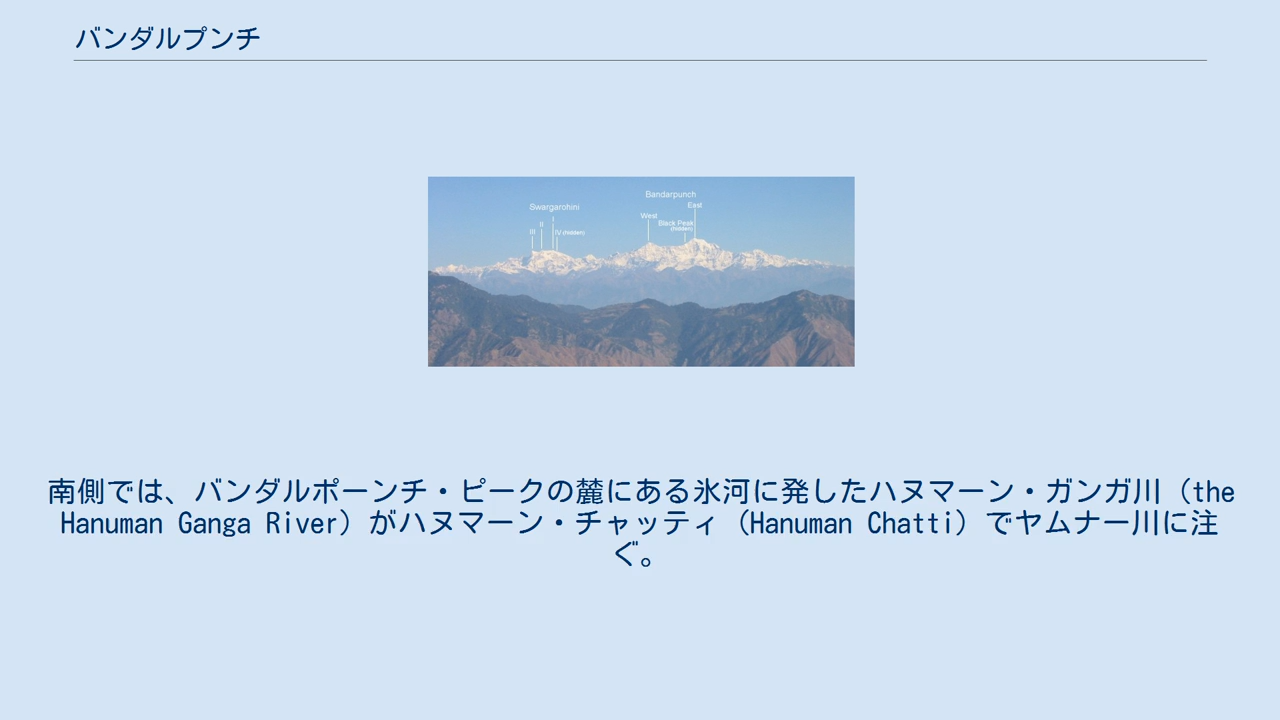 バンダルプンチ
Bandarpunch
East
Swargarohini
West
I
Black Peak
(hidden)
II
III
IV (hidden)
南側では、バンダルポーンチ・ピークの麓にある氷河に発したハヌマーン・ガンガ川（the
Hanuman Ganga River）がハヌマーン・チャッティ（Hanuman Chatti）でヤムナー川に注
ぐ。